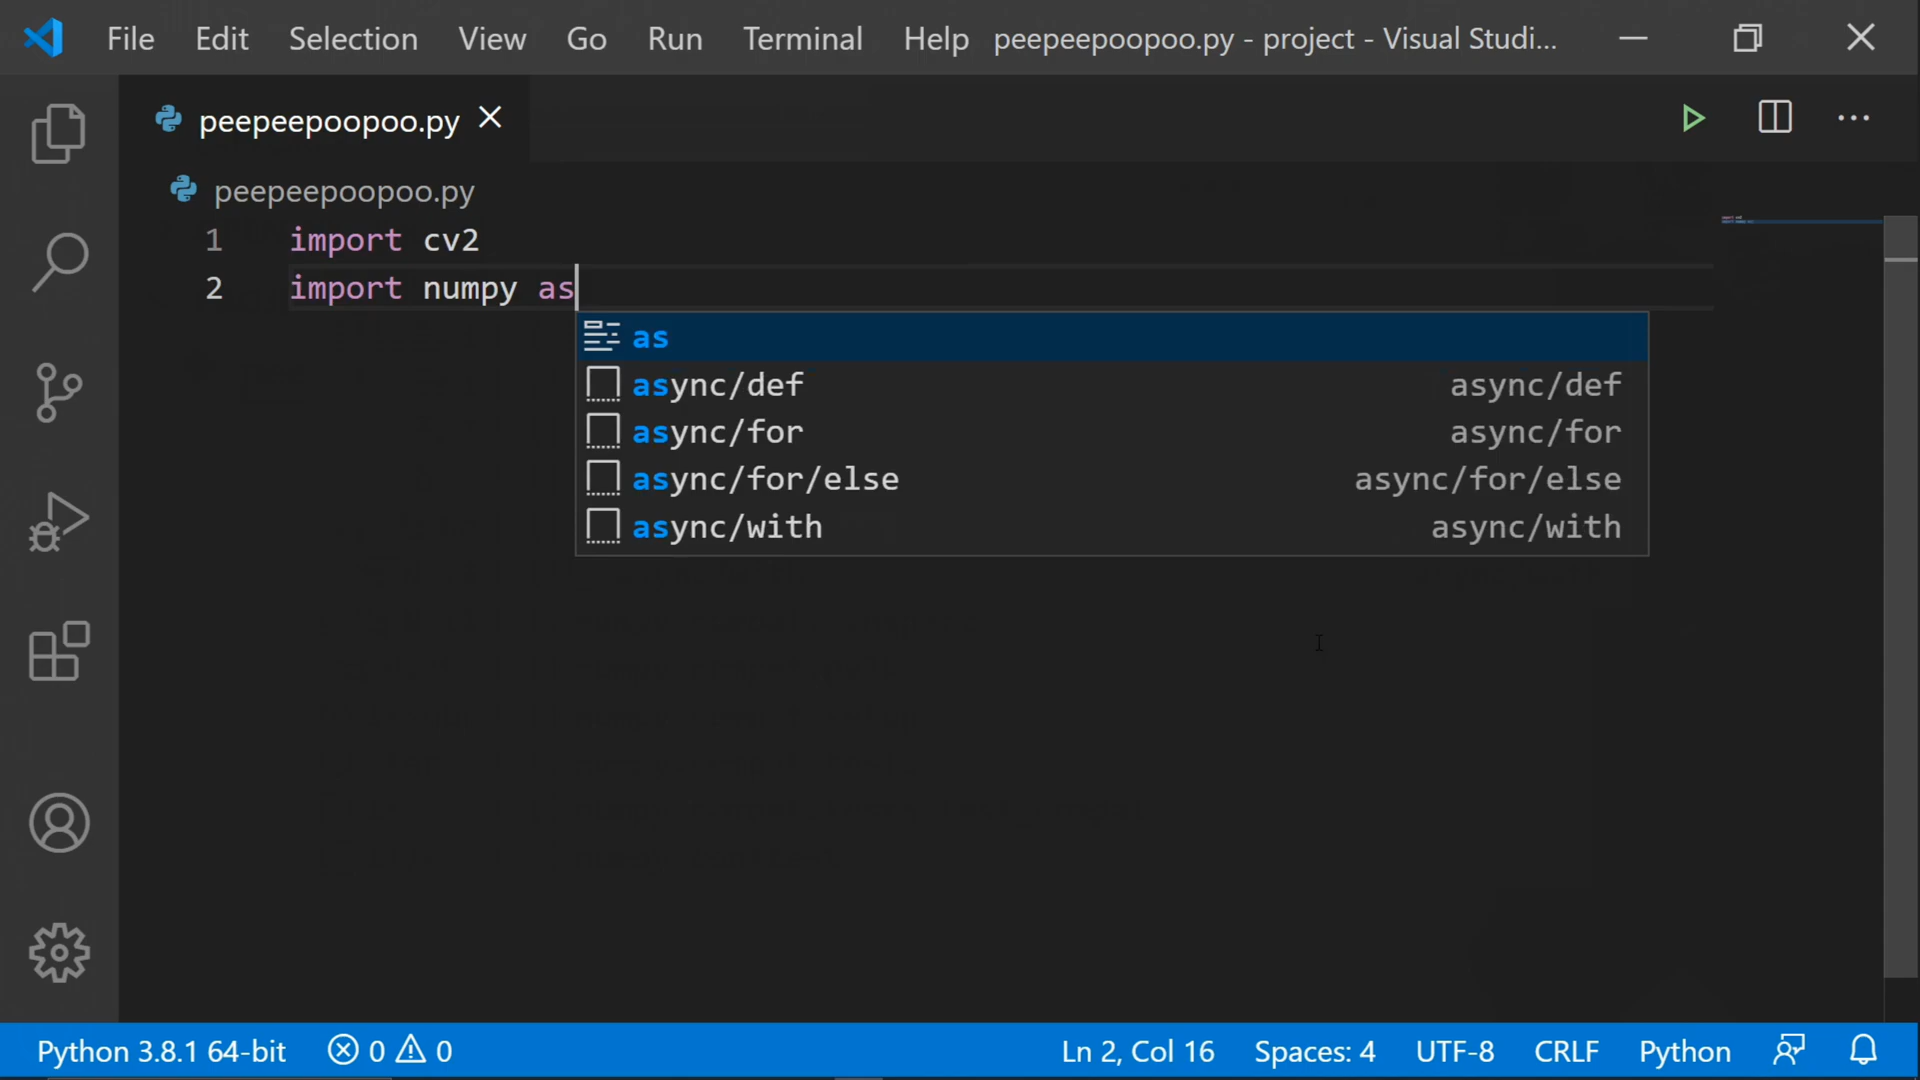 File Edit Selection View Go Run Terminal Help peepeepoopoo.py - project - Visual Studi...
peepeepoopoo.py
peepeepoopoo.py
1 import cv2
2 import numpy as
as
async/def async/def
async/for async/for
async/for/else async/for/else
async/with async/with
Python 3.8.1 64-bit 0 0 Ln 2, Col 16 Spaces: 4 UTF-8 CRLF Python